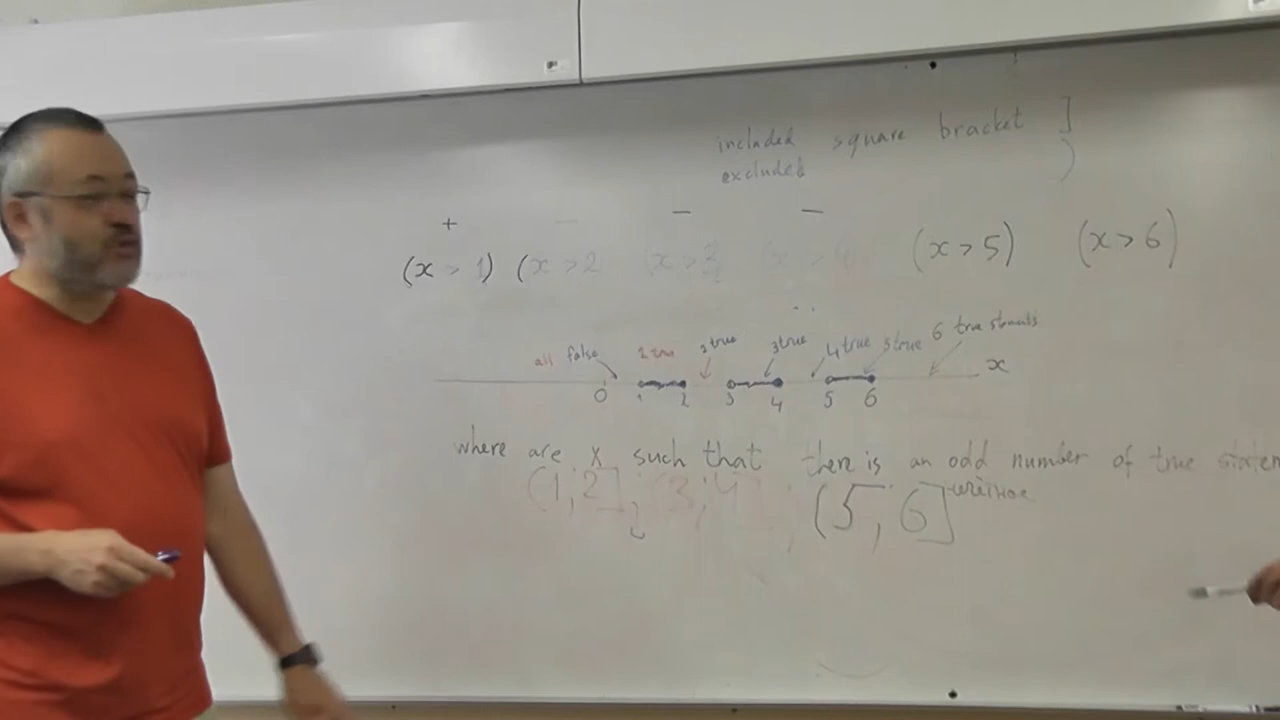 included square bracket ]
excluded )
+ − − −
(x > 1) (x > 2 (x > 3 (x > 4 (x > 5) (x > 6)
all false 1 true 2 true 3 true 4 true 5 true 6 true
x
0 1 2 3 4 5 6
where are x such that there is an odd number of true statem
(1, 2], (3, 4], (5, 6]